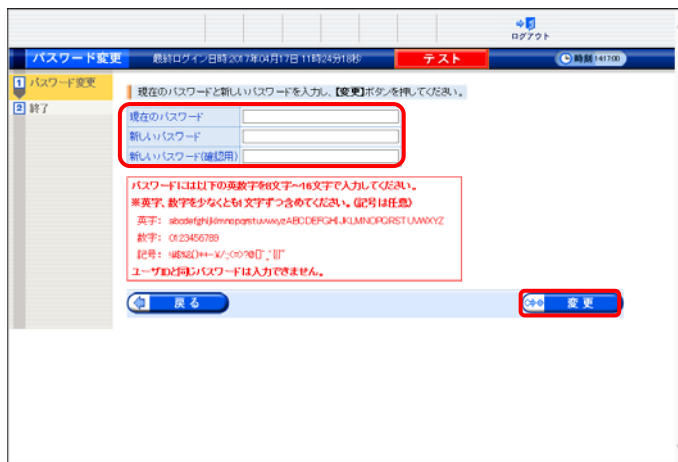 ログアウト
パスワード変更 最終ログイン日時:2017年04月17日 11時24分18秒 テスト 時刻 14:17:00
1 パスワード変更
2 終了
現在のパスワードと新しいパスワードを入力し、【変更】ボタンを押してください。
現在のパスワード
新しいパスワード
新しいパスワード(確認用)
パスワードには以下の英数字を8文字～16文字で入力してください。
※英字、数字を少なくとも1文字ずつ含めてください。(記号は任意)
英字: abcdefghijklmnopqrstuvwxyzABCDEFGHIJKLMNOPQRSTUVWXYZ
数字: 0123456789
記号:
ユーザIDと同じパスワードは入力できません。
戻る 変更